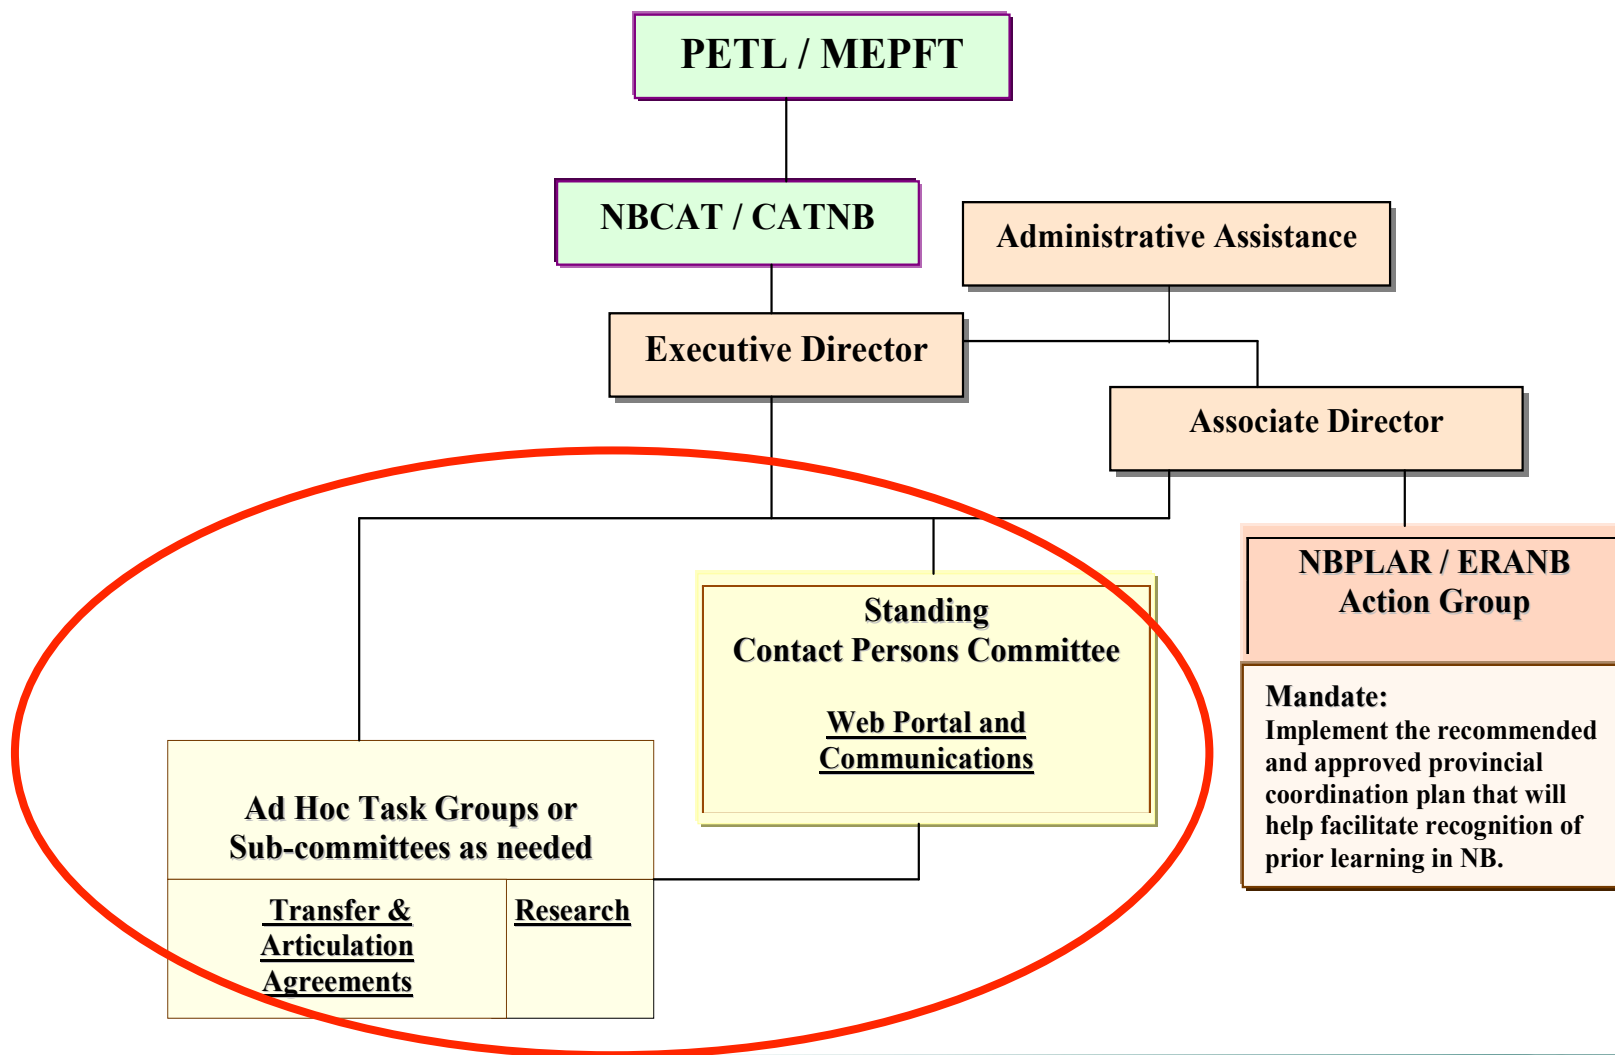 PETL / MEPFT
NBCAT / CATNB
Administrative Assistance
Executive Director
Associate Director
NBPLAR / ERANB
Action Group
Standing
Contact Persons Committee
Web Portal and
Communications
Mandate:
Implement the recommended
and approved provincial
coordination plan that will
help facilitate recognition of
prior learning in NB.
Ad Hoc Task Groups or
Sub-committees as needed
Transfer &
Articulation
Agreements
Research